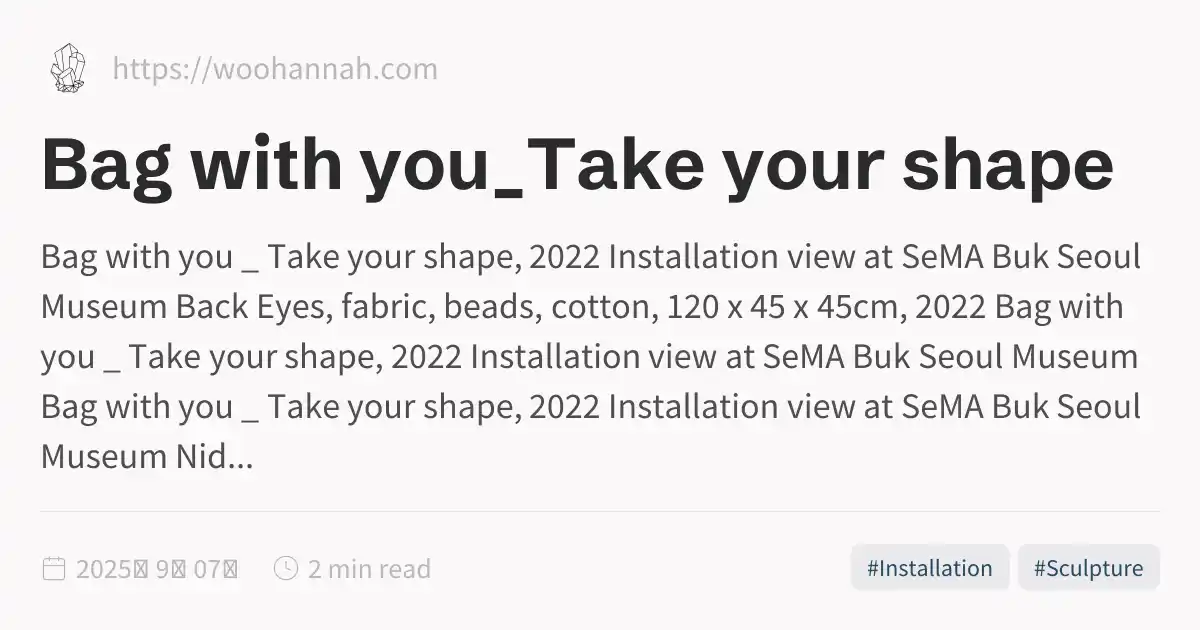 https://woohannah.com
Bag with you_Take your shape
Bag with you _ Take your shape, 2022 Installation view at SeMA Buk Seoul
Museum Back Eyes, fabric, beads, cotton, 120 x 45 x 45cm, 2022 Bag with
you _ Take your shape, 2022 Installation view at SeMA Buk Seoul Museum
Bag with you _ Take your shape, 2022 Installation view at SeMA Buk Seoul
Museum Nid...
2025 9 07
2 min read
#Installation
#Sculpture